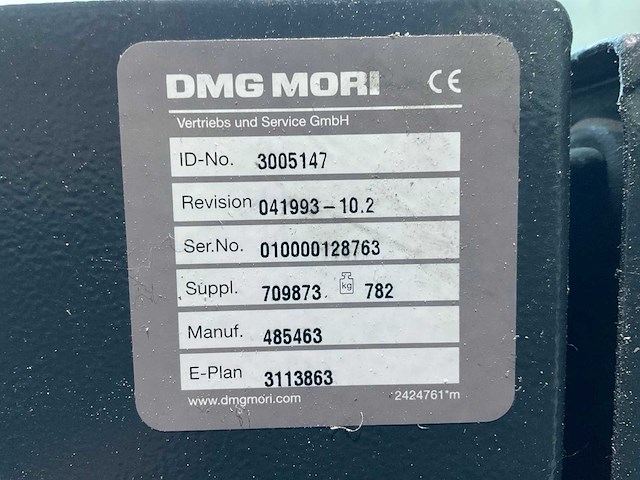 DMG MORI CE
Vertriebs und Service GmbH
ID-No. 3005147
Revision 041993-10.2
Ser.No. 010000128763
Suppl. 709873 kg 782
Manuf. 485463
E-Plan 3113863
www.dmgmori.com 2424761*m